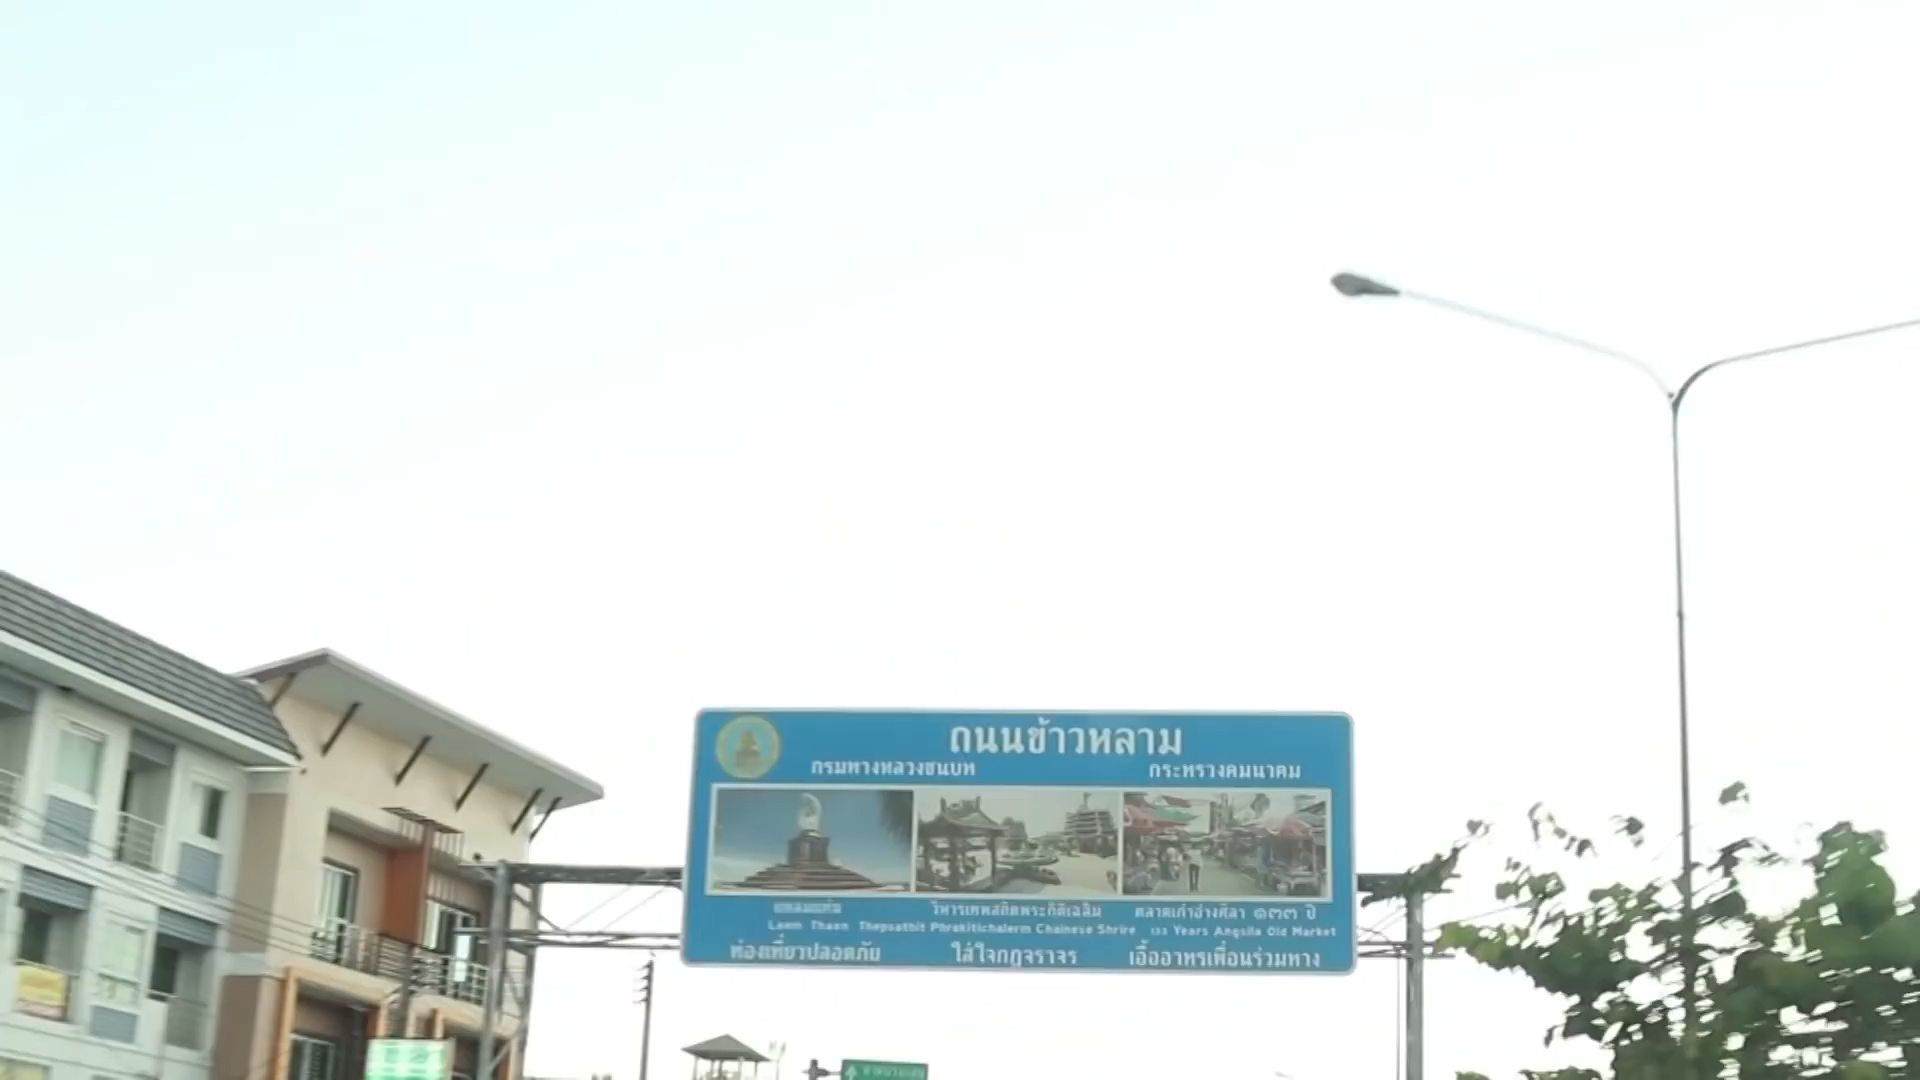 ถนนข้าวหลาม
กรมทางหลวงชนบท กระทรวงคมนาคม
แหลมแท่น วิหารเทพสถิตพระกิติเฉลิม ตลาดเก่าอ่างศิลา ๑๓๓ ปี
Laem Thaen Thepsathit Phrakitichalerm Chainese Shrire 133 Years Angsila Old Market
ท่องเที่ยวปลอดภัย ใส่ใจกฎจราจร เอื้ออาทรเพื่อนร่วมทาง